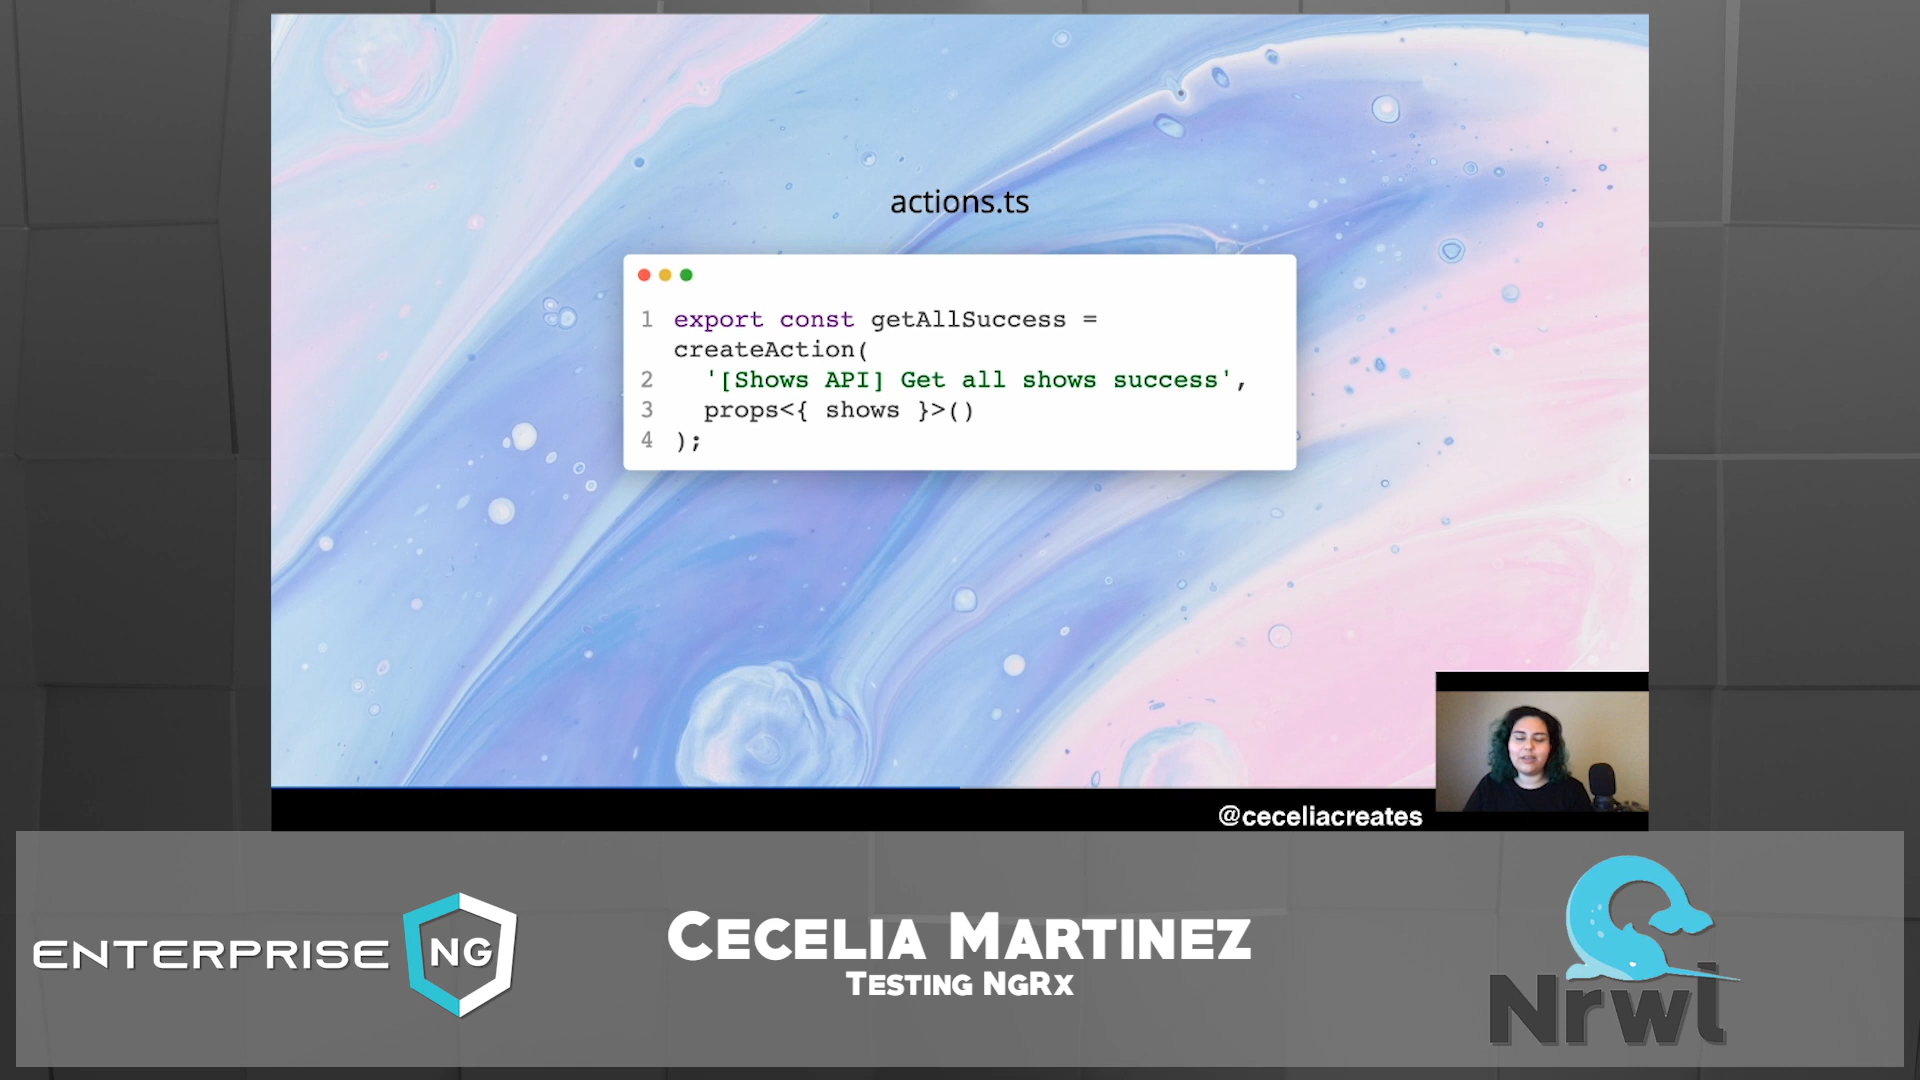 actions.ts
1 export const getAllSuccess =
createAction(
2 '[Shows API] Get all shows success',
3 props<{ shows }>()
4 );
@ceceliacreates
ENTERPRISE NG
CECELIA MARTINEZ
TESTING NGRX
Nrwl